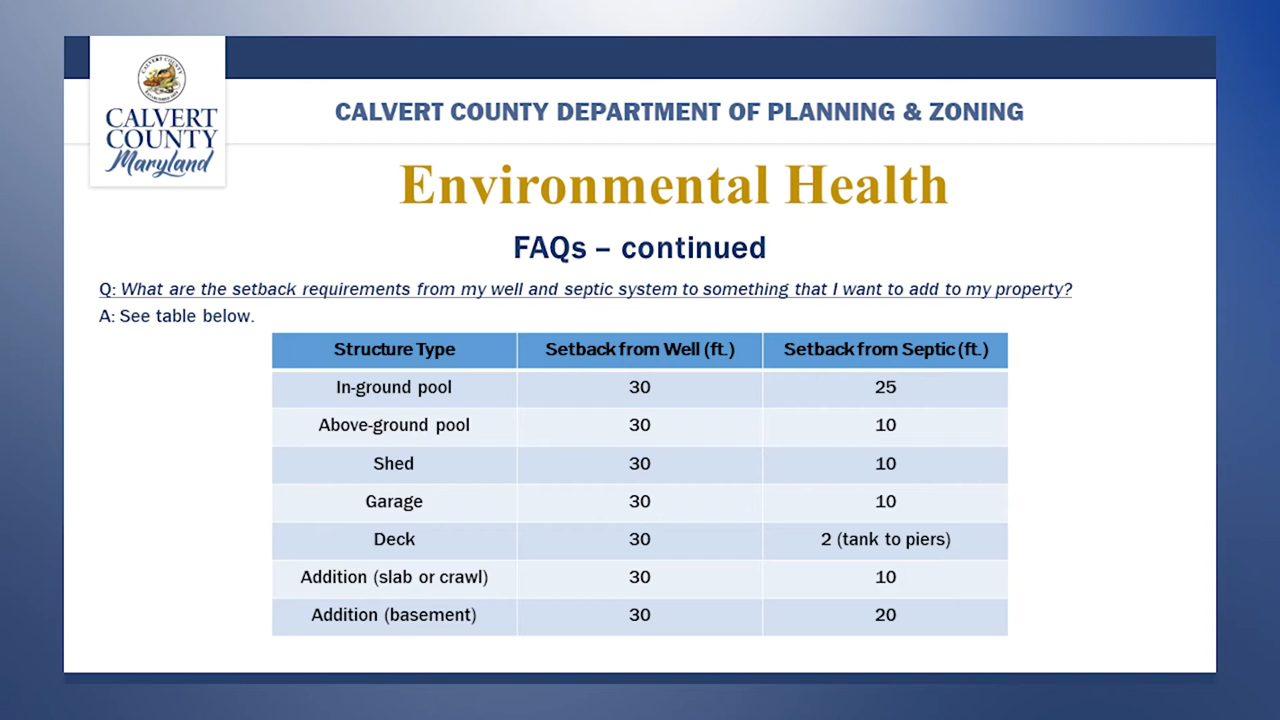 CALVERT COUNTY
CALVERT
COUNTY
Maryland
CALVERT COUNTY DEPARTMENT OF PLANNING & ZONING
Environmental Health
FAQs – continued
Q: What are the setback requirements from my well and septic system to something that I want to add to my property?
A: See table below.
Structure Type Setback from Well (ft.) Setback from Septic (ft.)
In-ground pool 30 25
Above-ground pool 30 10
Shed 30 10
Garage 30 10
Deck 30 2 (tank to piers)
Addition (slab or crawl) 30 10
Addition (basement) 30 20